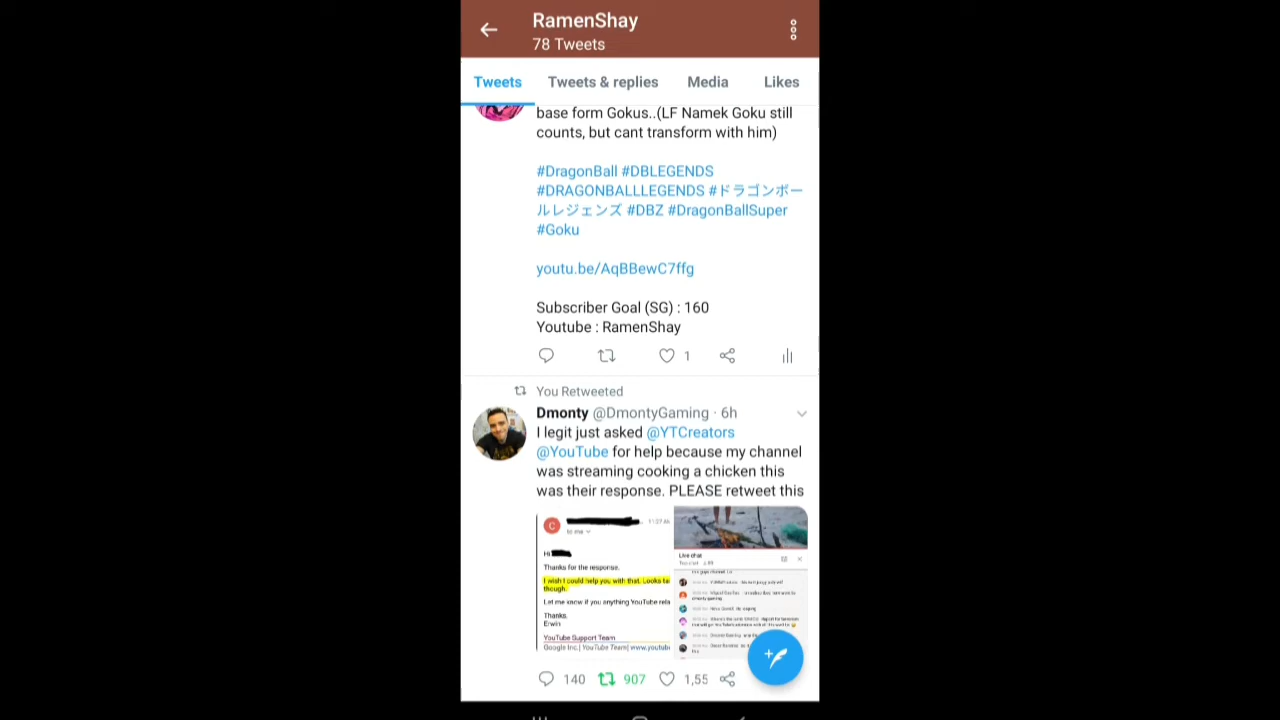 RamenShay
78 Tweets
Tweets Tweets & replies Media Likes
base form Gokus..(LF Namek Goku still
counts, but cant transform with him)
#DragonBall #DBLEGENDS
#DRAGONBALLLEGENDS #ドラゴンボー
ルレジェンズ #DBZ #DragonBallSuper
#Goku
youtu.be/AqBBewC7ffg
Subscriber Goal (SG) : 160
Youtube : RamenShay
1
You Retweeted
Dmonty @DmontyGaming · 6h
I legit just asked @YTCreators
@YouTube for help because my channel
was streaming cooking a chicken this
was their response. PLEASE retweet this
C
to me
Hi
Thanks for the response.
I wish I could help you with that. Looks ta
though.
Let me know if you anything YouTube rela
Thanks.
Erwin
YouTube Support Team
Google Inc.| YouTube Team| www.youtub
Live chat
140 907 1,55